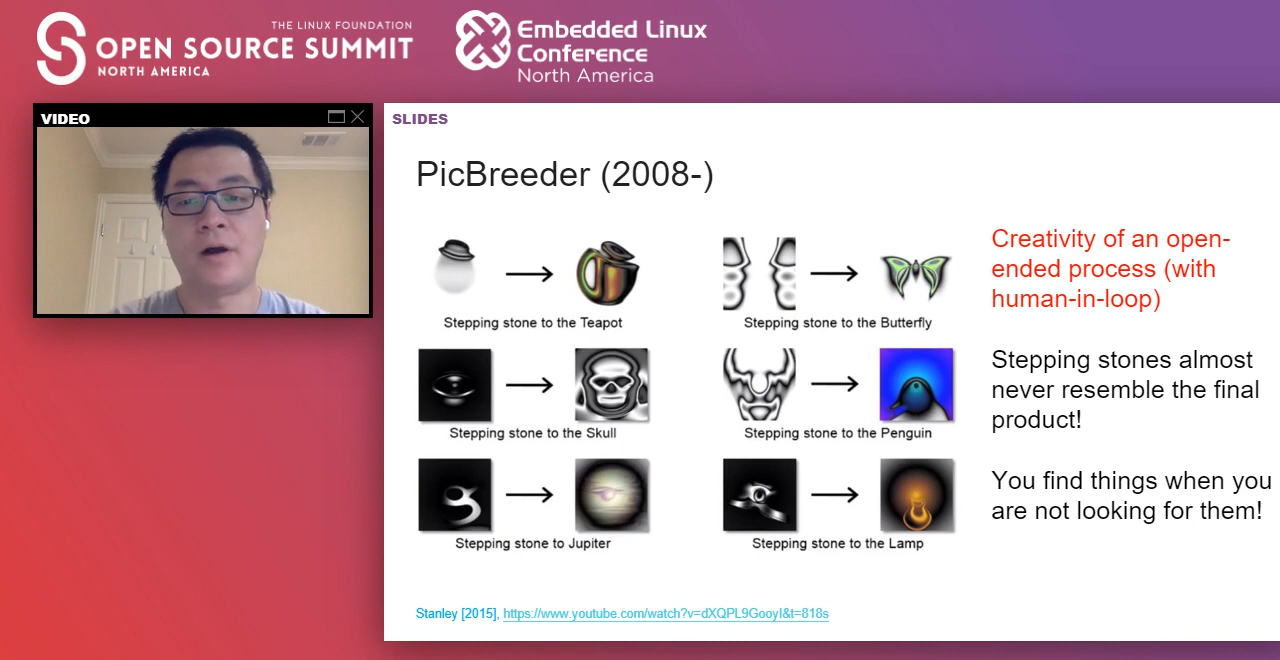 THE LINUX FOUNDATION
OPEN SOURCE SUMMIT
NORTH AMERICA
Embedded Linux
Conference
North America
VIDEO
SLIDES
PicBreeder (2008-)
Stepping stone to the Teapot
Stepping stone to the Butterfly
Stepping stone to the Skull
Stepping stone to the Penguin
Stepping stone to Jupiter
Stepping stone to the Lamp
Creativity of an open-
ended process (with
human-in-loop)
Stepping stones almost
never resemble the final
product!
You find things when you
are not looking for them!
Stanley [2015], https://www.youtube.com/watch?v=dXQPL9GooyI&t=818s